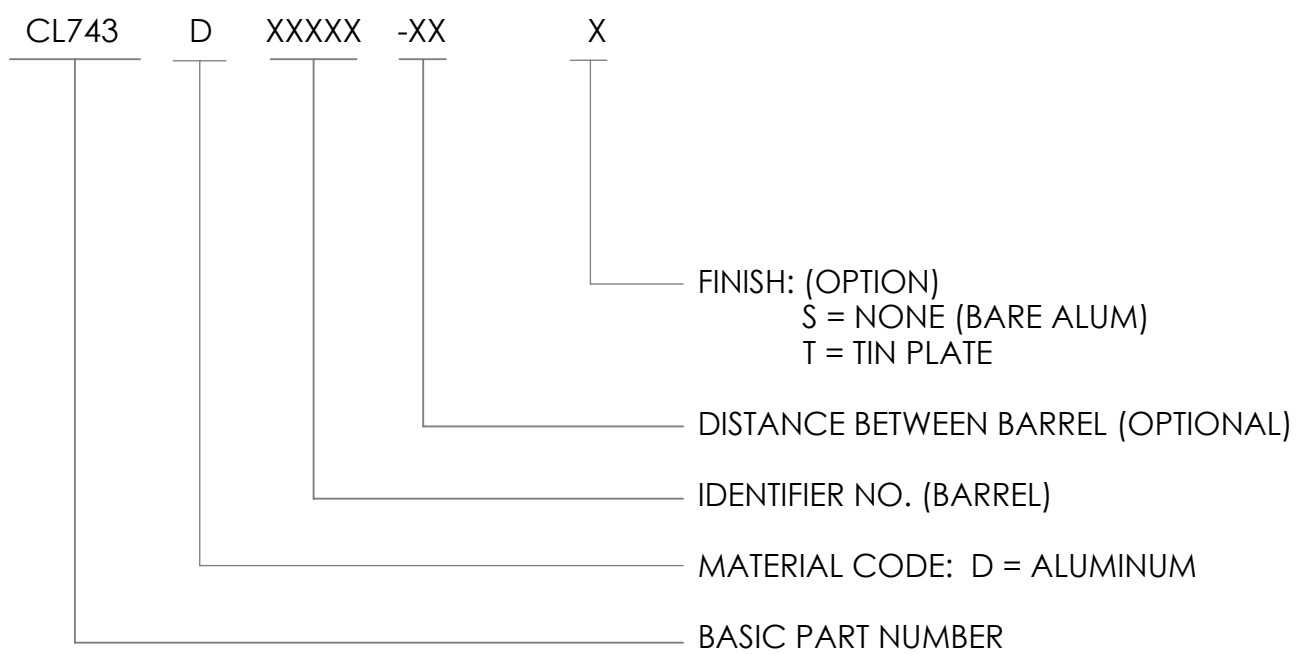 CL743 D XXXXX -XX X
FINISH: (OPTION)
S = NONE (BARE ALUM)
T = TIN PLATE
DISTANCE BETWEEN BARREL (OPTIONAL)
IDENTIFIER NO. (BARREL)
MATERIAL CODE: D = ALUMINUM
BASIC PART NUMBER